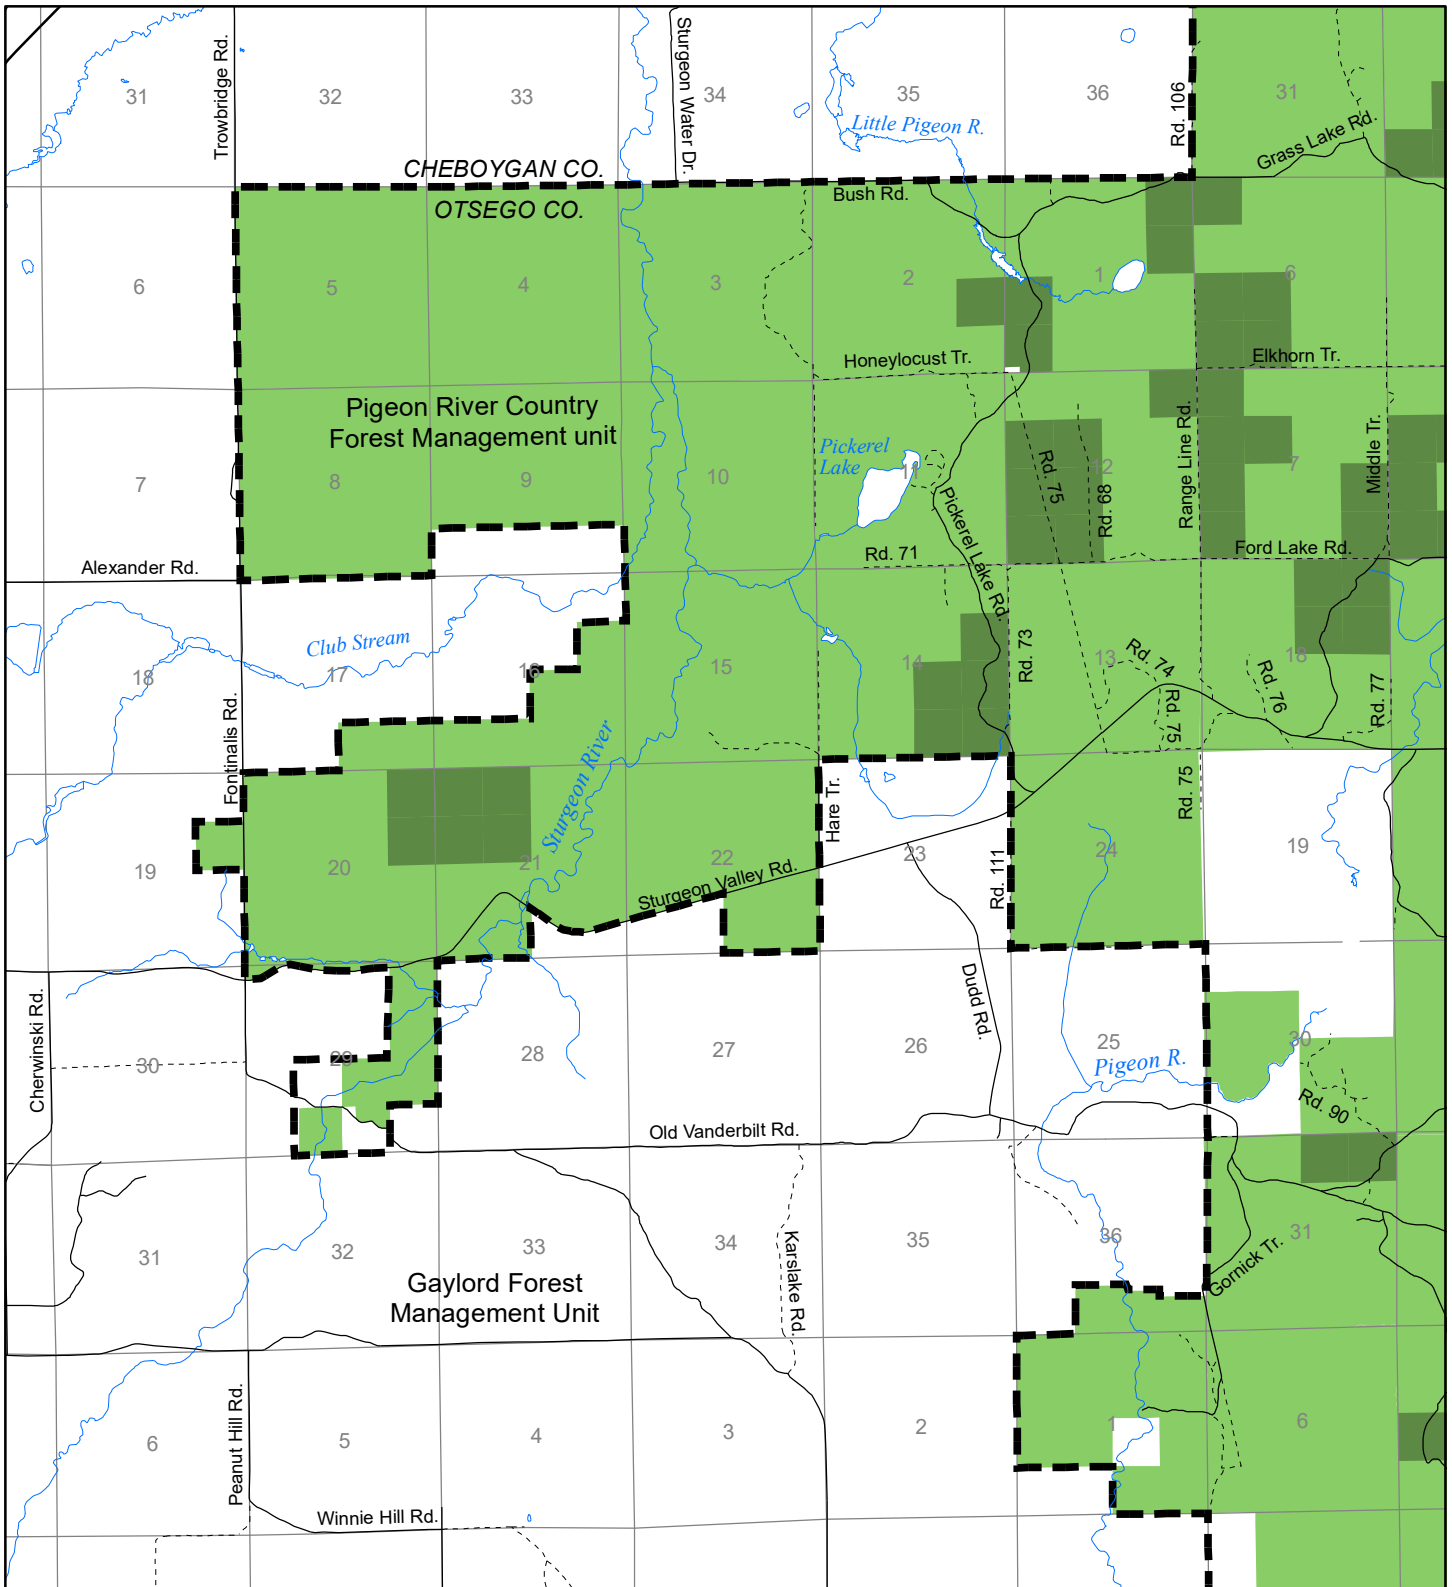 31
32
33
34
35
36
31
Trowbridge Rd.
Sturgeon Water Dr.
Rd. 106
Grass Lake Rd.
Little Pigeon R.
CHEBOYGAN CO.
OTSEGO CO.
Bush Rd.
6
5
4
3
2
1
6
Honeylocust Tr.
Elkhorn Tr.
Pigeon River Country
Forest Management unit
Pickerel
Lake
7
8
9
10
11
12
7
Rd. 75
Rd. 68
Range Line Rd.
Middle Tr.
Pickerel Lake Rd.
Rd. 71
Ford Lake Rd.
Alexander Rd.
Club Stream
18
17
16
15
14
13
18
Rd. 73
Rd. 74
Rd. 75
Rd. 76
Rd. 77
Fontinalis Rd.
Sturgeon River
Hare Tr.
Rd. 75
19
20
21
22
23
24
19
Sturgeon Valley Rd.
Rd. 111
Cherwinski Rd.
Dudd Rd.
30
29
28
27
26
25
30
Pigeon R.
Rd. 90
Old Vanderbilt Rd.
31
32
33
34
35
36
31
Karslake Rd.
Gornick Tr.
Gaylord Forest
Management Unit
6
5
4
3
2
1
6
Peanut Hill Rd.
Winnie Hill Rd.